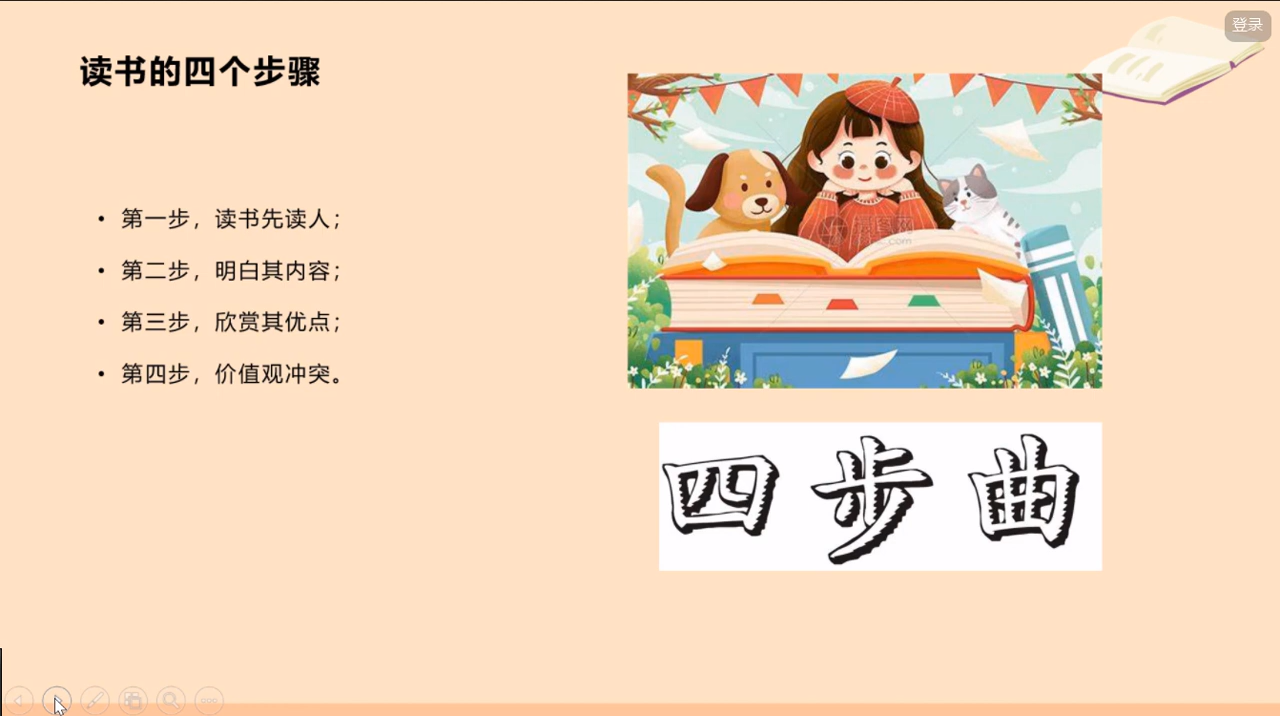 登录
读书的四个步骤
• 第一步，读书先读人；
• 第二步，明白其内容；
• 第三步，欣赏其优点；
• 第四步，价值观冲突。
四步曲